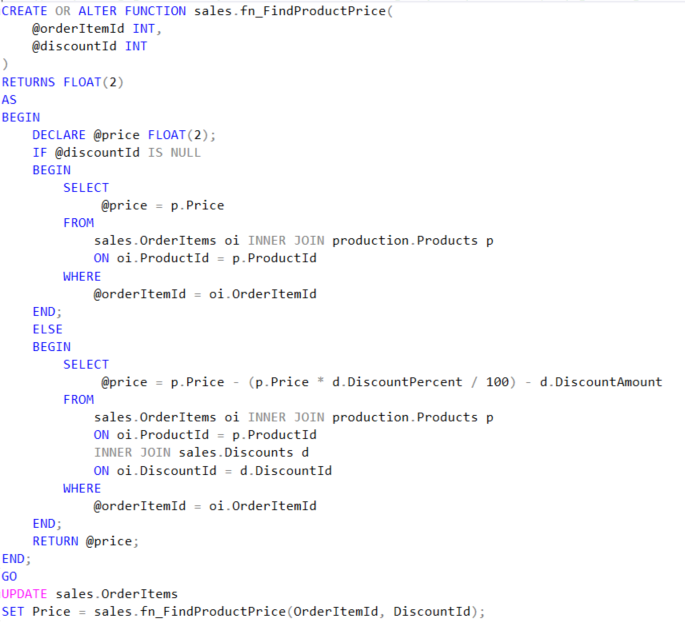 CREATE OR ALTER FUNCTION sales.fn_FindProductPrice(
    @orderItemId INT,
    @discountId INT
)
RETURNS FLOAT(2)
AS
BEGIN
    DECLARE @price FLOAT(2);
    IF @discountId IS NULL
    BEGIN
        SELECT
             @price = p.Price
        FROM
            sales.OrderItems oi INNER JOIN production.Products p
            ON oi.ProductId = p.ProductId
        WHERE
            @orderItemId = oi.OrderItemId
    END;
    ELSE
    BEGIN
        SELECT
             @price = p.Price - (p.Price * d.DiscountPercent / 100) - d.DiscountAmount
        FROM
            sales.OrderItems oi INNER JOIN production.Products p
            ON oi.ProductId = p.ProductId
            INNER JOIN sales.Discounts d
            ON oi.DiscountId = d.DiscountId
        WHERE
            @orderItemId = oi.OrderItemId
    END;
    RETURN @price;
END;
GO
UPDATE sales.OrderItems
SET Price = sales.fn_FindProductPrice(OrderItemId, DiscountId);